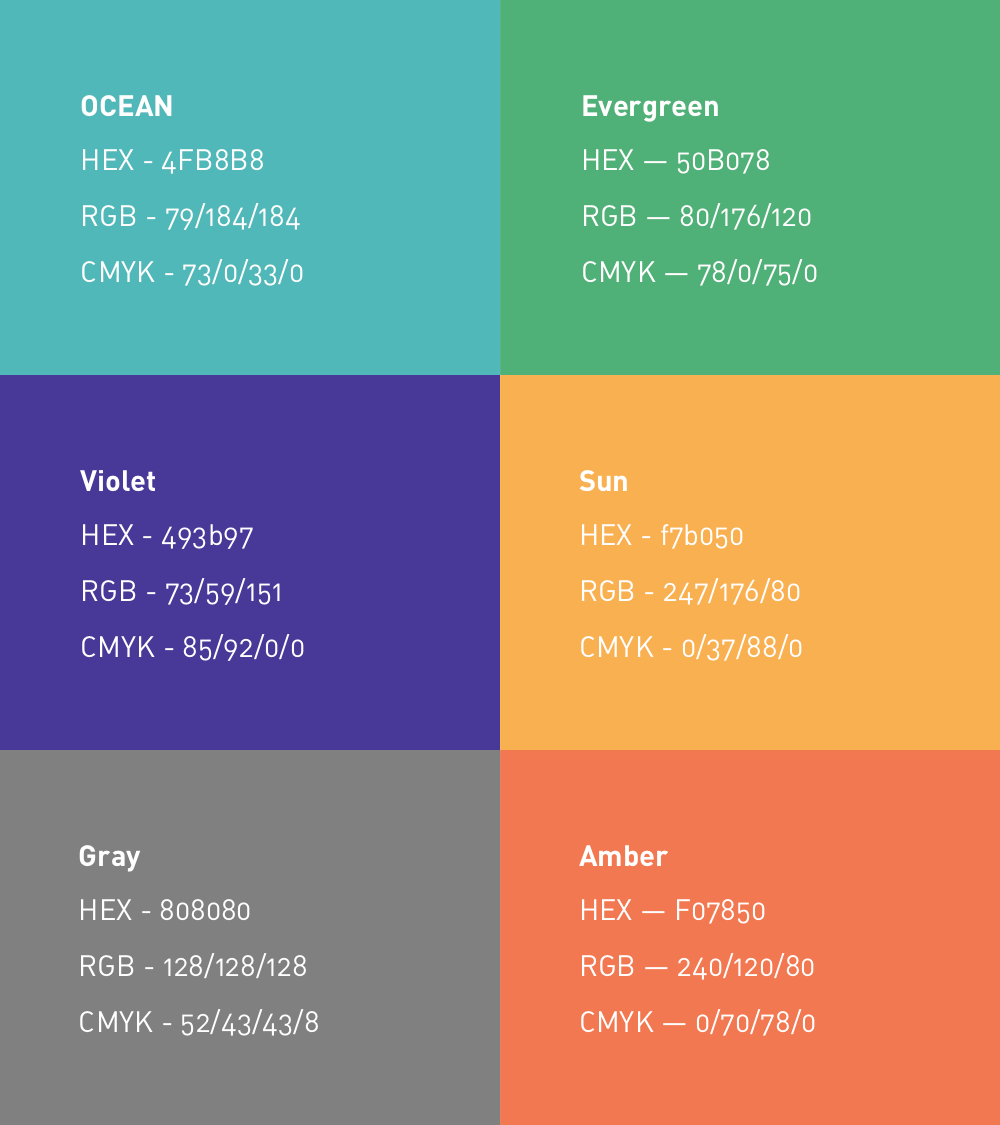 OCEAN
HEX - 4FB8B8
RGB - 79/184/184
CMYK - 73/0/33/0
Evergreen
HEX — 50B078
RGB — 80/176/120
CMYK — 78/0/75/0
Violet
HEX - 493b97
RGB - 73/59/151
CMYK - 85/92/0/0
Sun
HEX - f7b050
RGB - 247/176/80
CMYK - 0/37/88/0
Gray
HEX - 808080
RGB - 128/128/128
CMYK - 52/43/43/8
Amber
HEX — F07850
RGB — 240/120/80
CMYK — 0/70/78/0